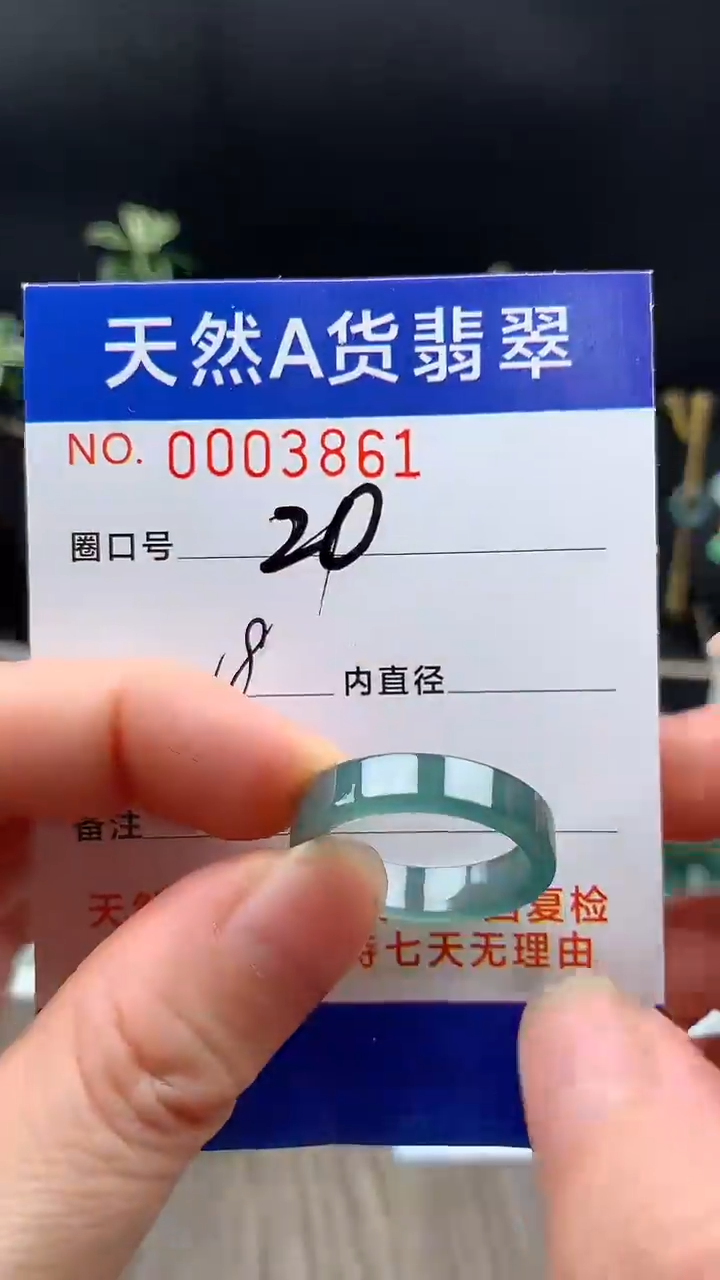 天然A货翡翠
NO. 0003861
圈口号 20
18 内直径
备注
天 复检
七天无理由